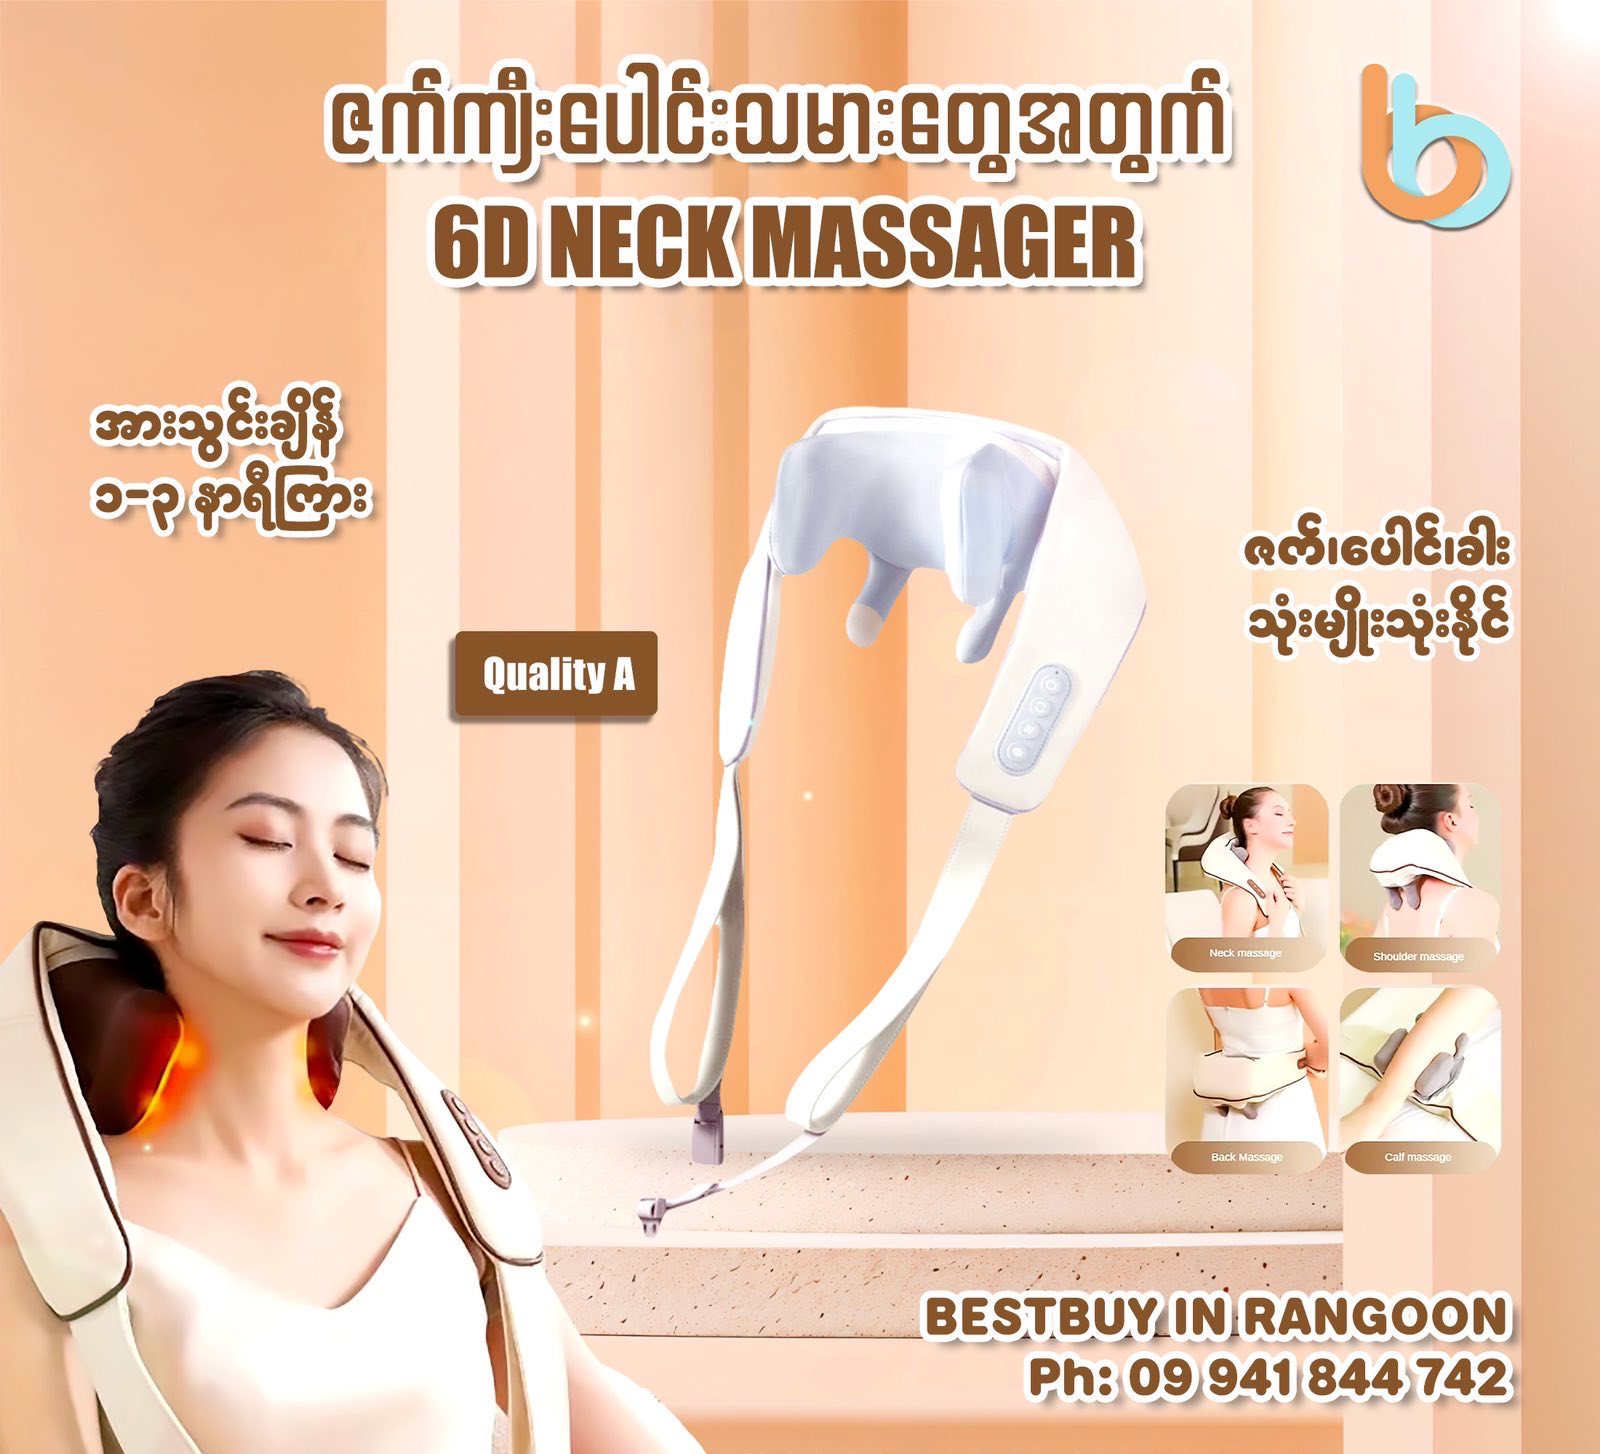 ဇက်ကျီးပေါင်းသမားတွေအတွက်
6D NECK MASSAGER
အားသွင်းချိန်
၁-၃ နာရီကြား
ဇက်၊ပေါင်၊ခါး
သုံးမျိုးသုံးနိုင်
Quality A
Neck massage
Shoulder massage
Back Massage
Calf massage
BESTBUY IN RANGOON
Ph: 09 941 844 742